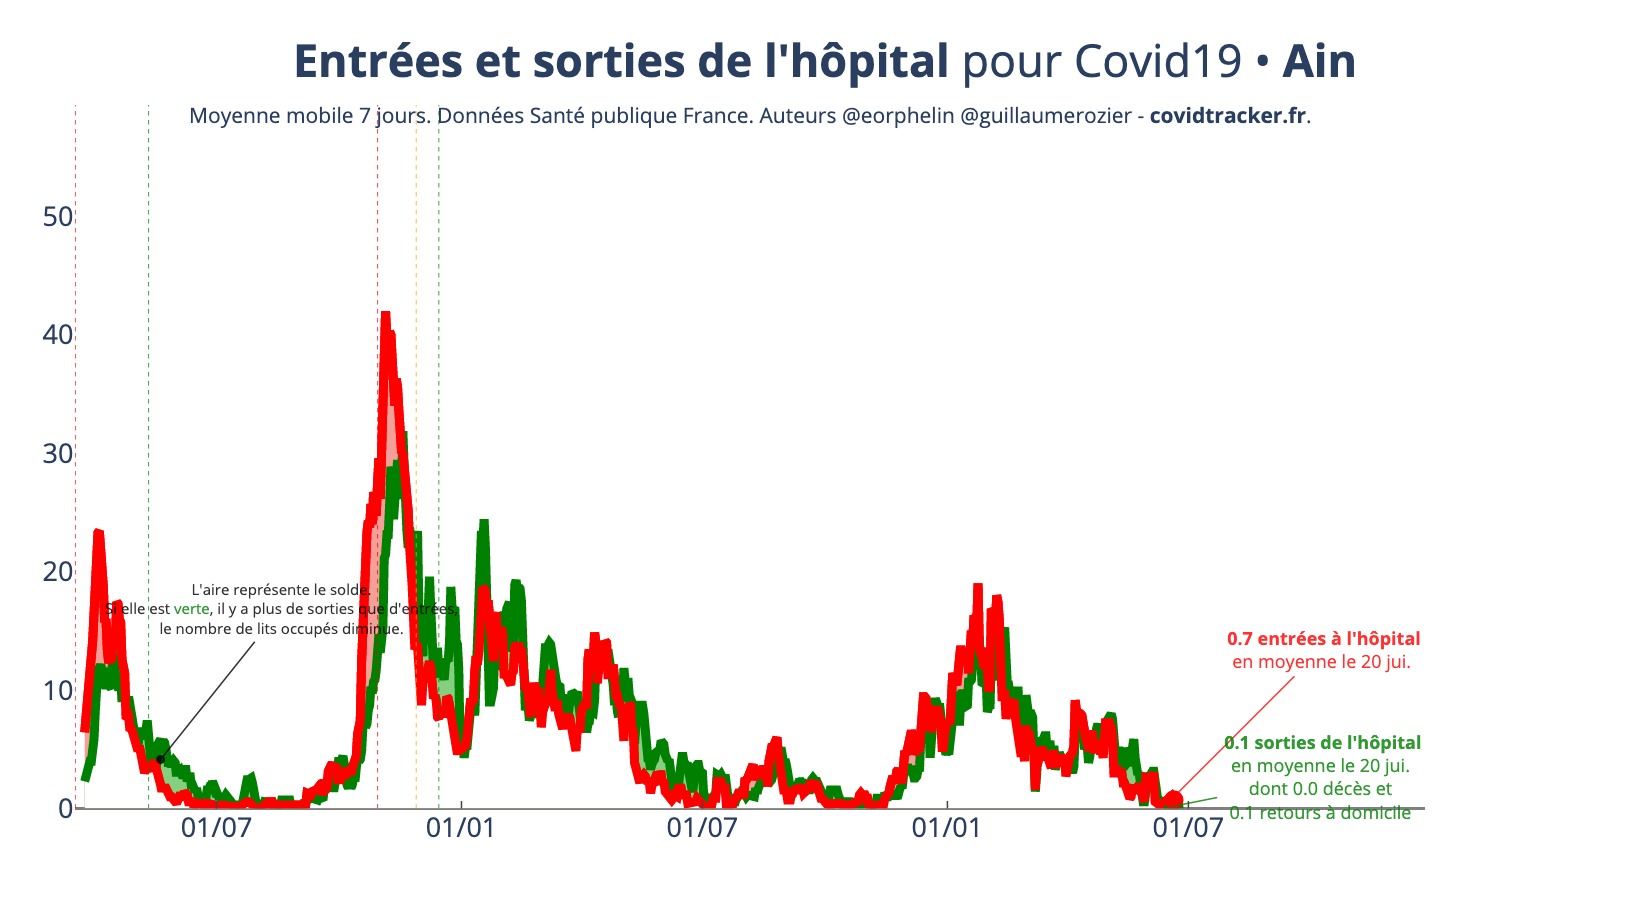 Entrées et sorties de l'hôpital pour Covid19 • Ain
Moyenne mobile 7 jours. Données Santé publique France. Auteurs @eorphelin @guillaumerozier - covidtracker.fr.
50
40
30
20
10
0
L'aire représente le solde.
Si elle est verte, il y a plus de sorties que d'entrées,
le nombre de lits occupés diminue.
0.7 entrées à l'hôpital
en moyenne le 20 jui.
0.1 sorties de l'hôpital
en moyenne le 20 jui.
dont 0.0 décès et
0.1 retours à domicile
01/07
01/01
01/07
01/01
01/07